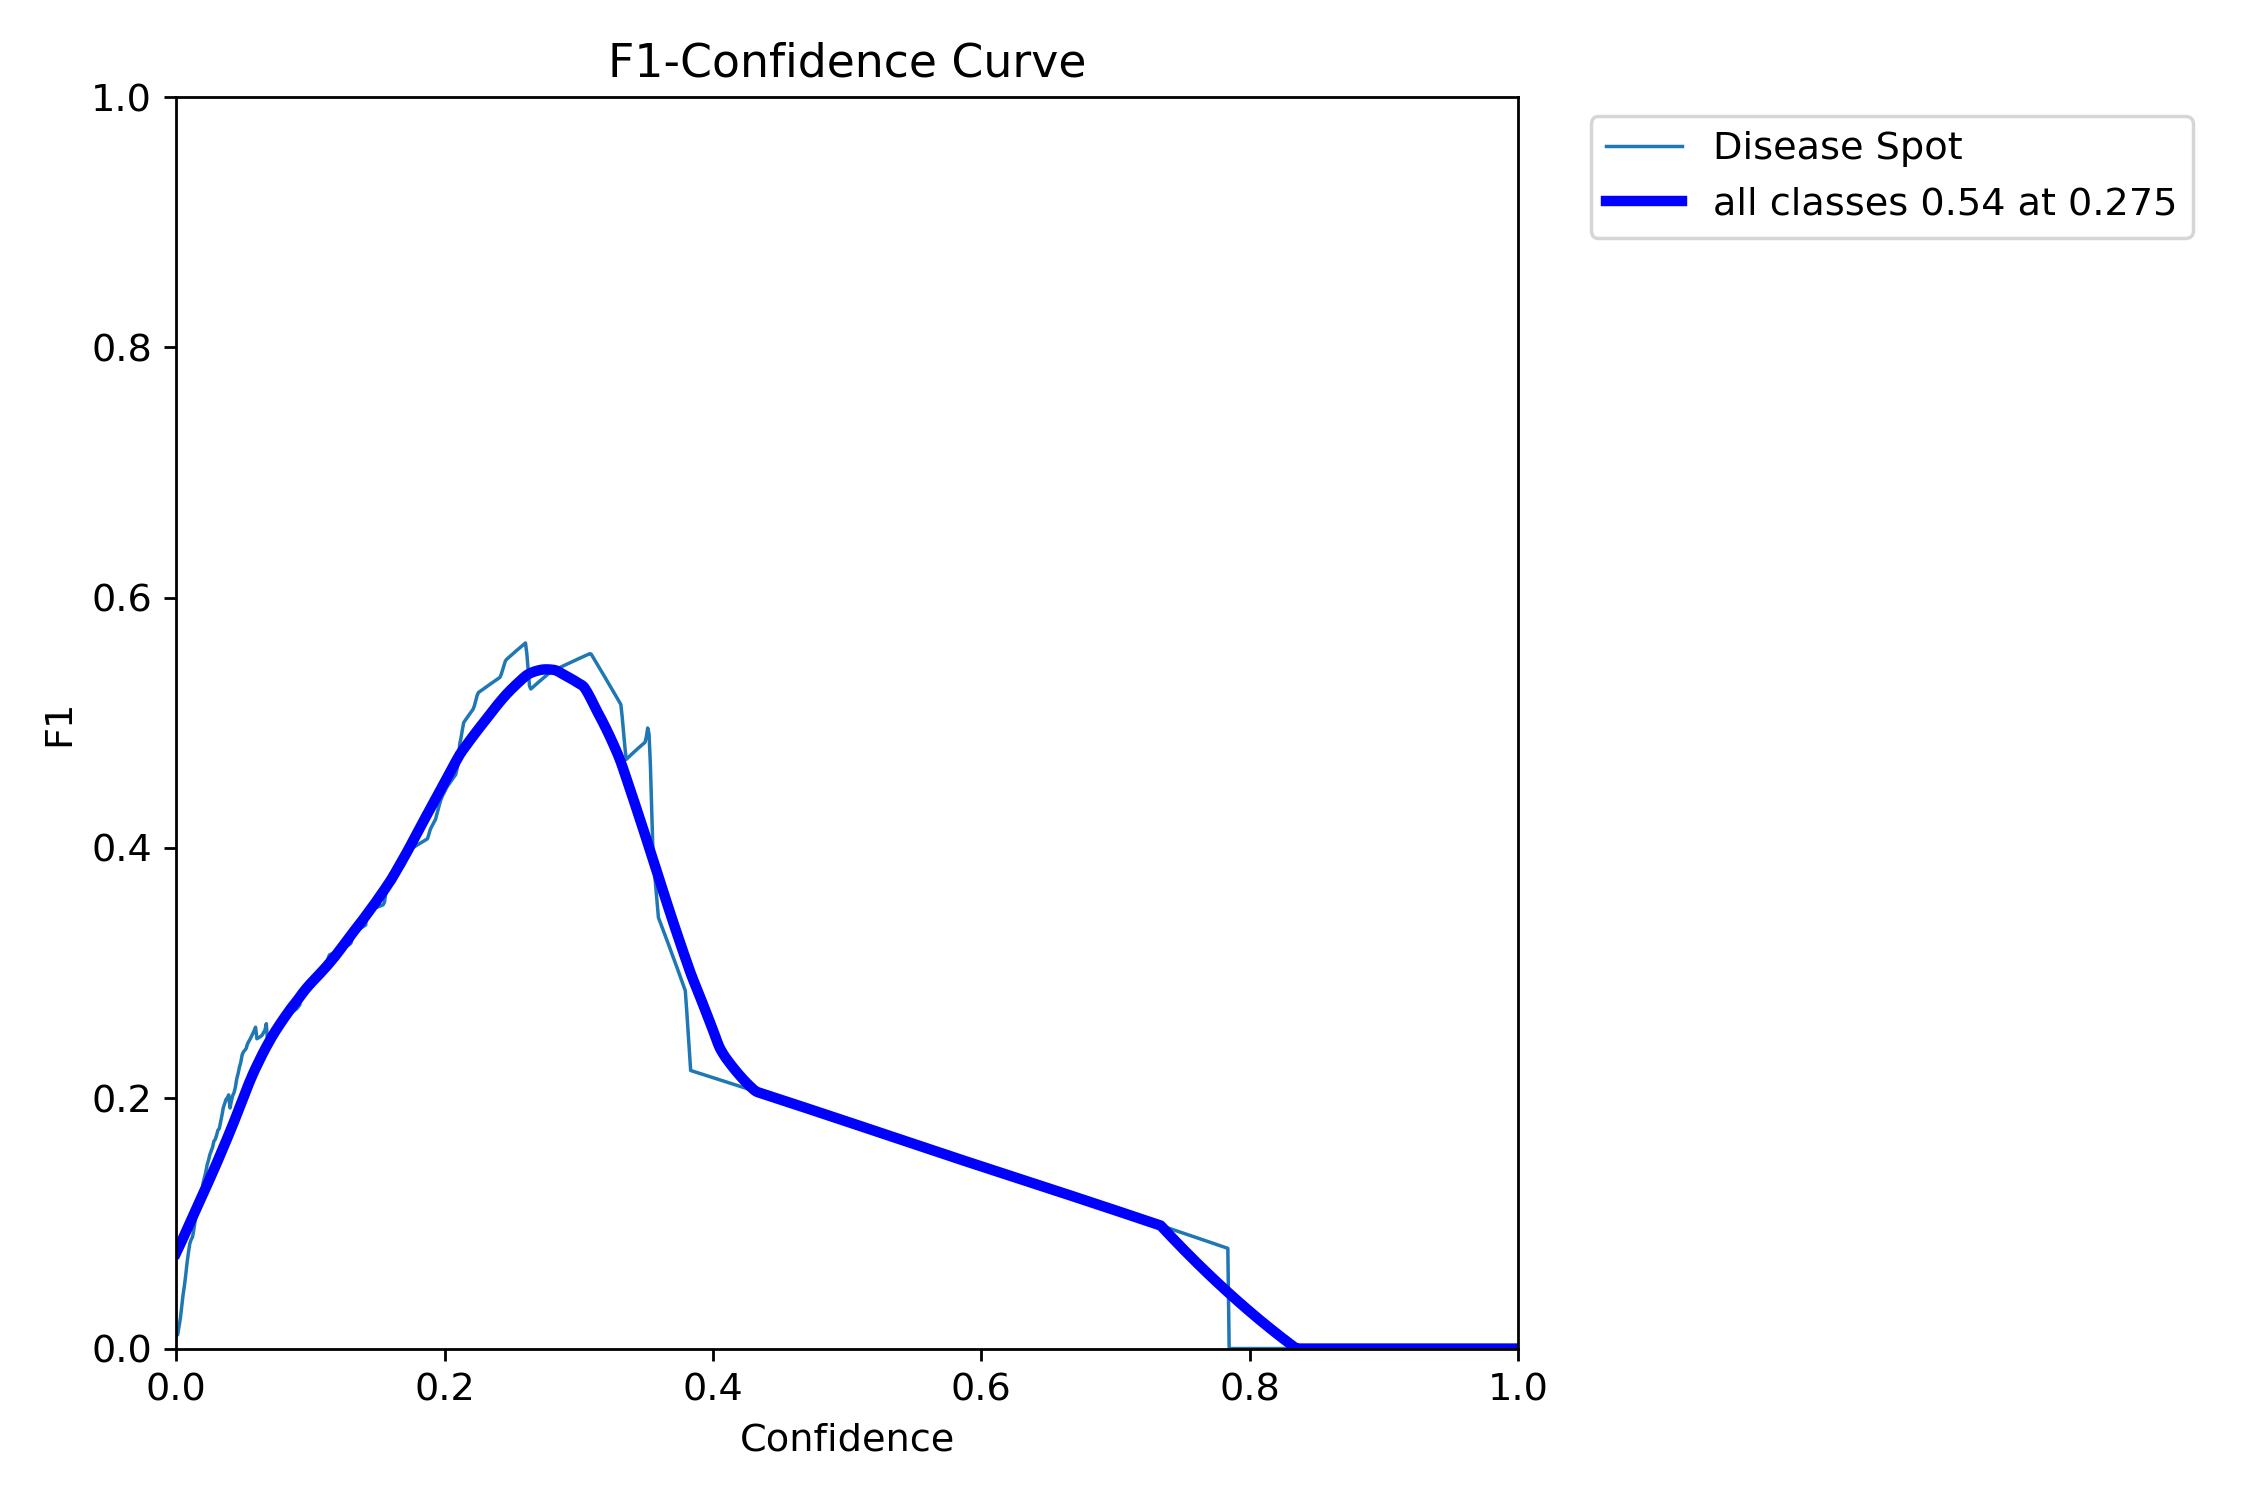 F1-Confidence Curve
1.0
0.8
0.6
0.4
0.2
0.0
F1
0.0 0.2 0.4 0.6 0.8 1.0
Confidence
Disease Spot
all classes 0.54 at 0.275